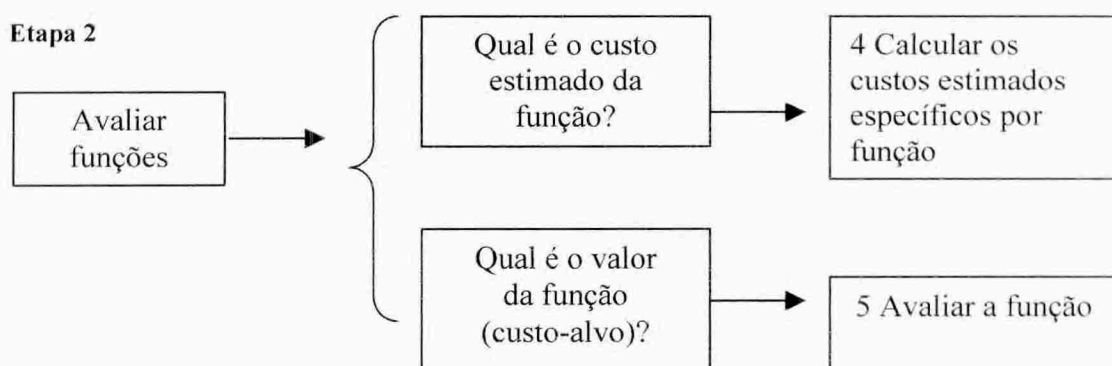 Etapa 2
Avaliar
funções
Qual é o custo
estimado da
função?
4 Calcular os
custos estimados
específicos por
função
Qual é o valor
da função
(custo-alvo)?
5 Avaliar a função